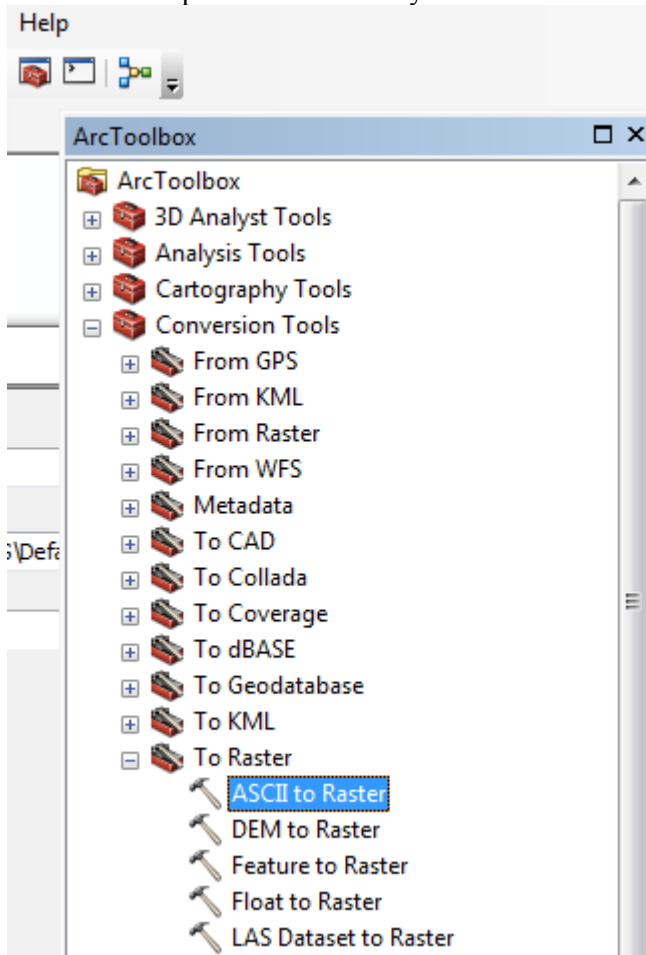 Help
ArcToolbox
ArcToolbox
3D Analyst Tools
Analysis Tools
Cartography Tools
Conversion Tools
From GPS
From KML
From Raster
From WFS
Metadata
To CAD
To Collada
To Coverage
To dBASE
To Geodatabase
To KML
To Raster
ASCII to Raster
DEM to Raster
Feature to Raster
Float to Raster
LAS Dataset to Raster